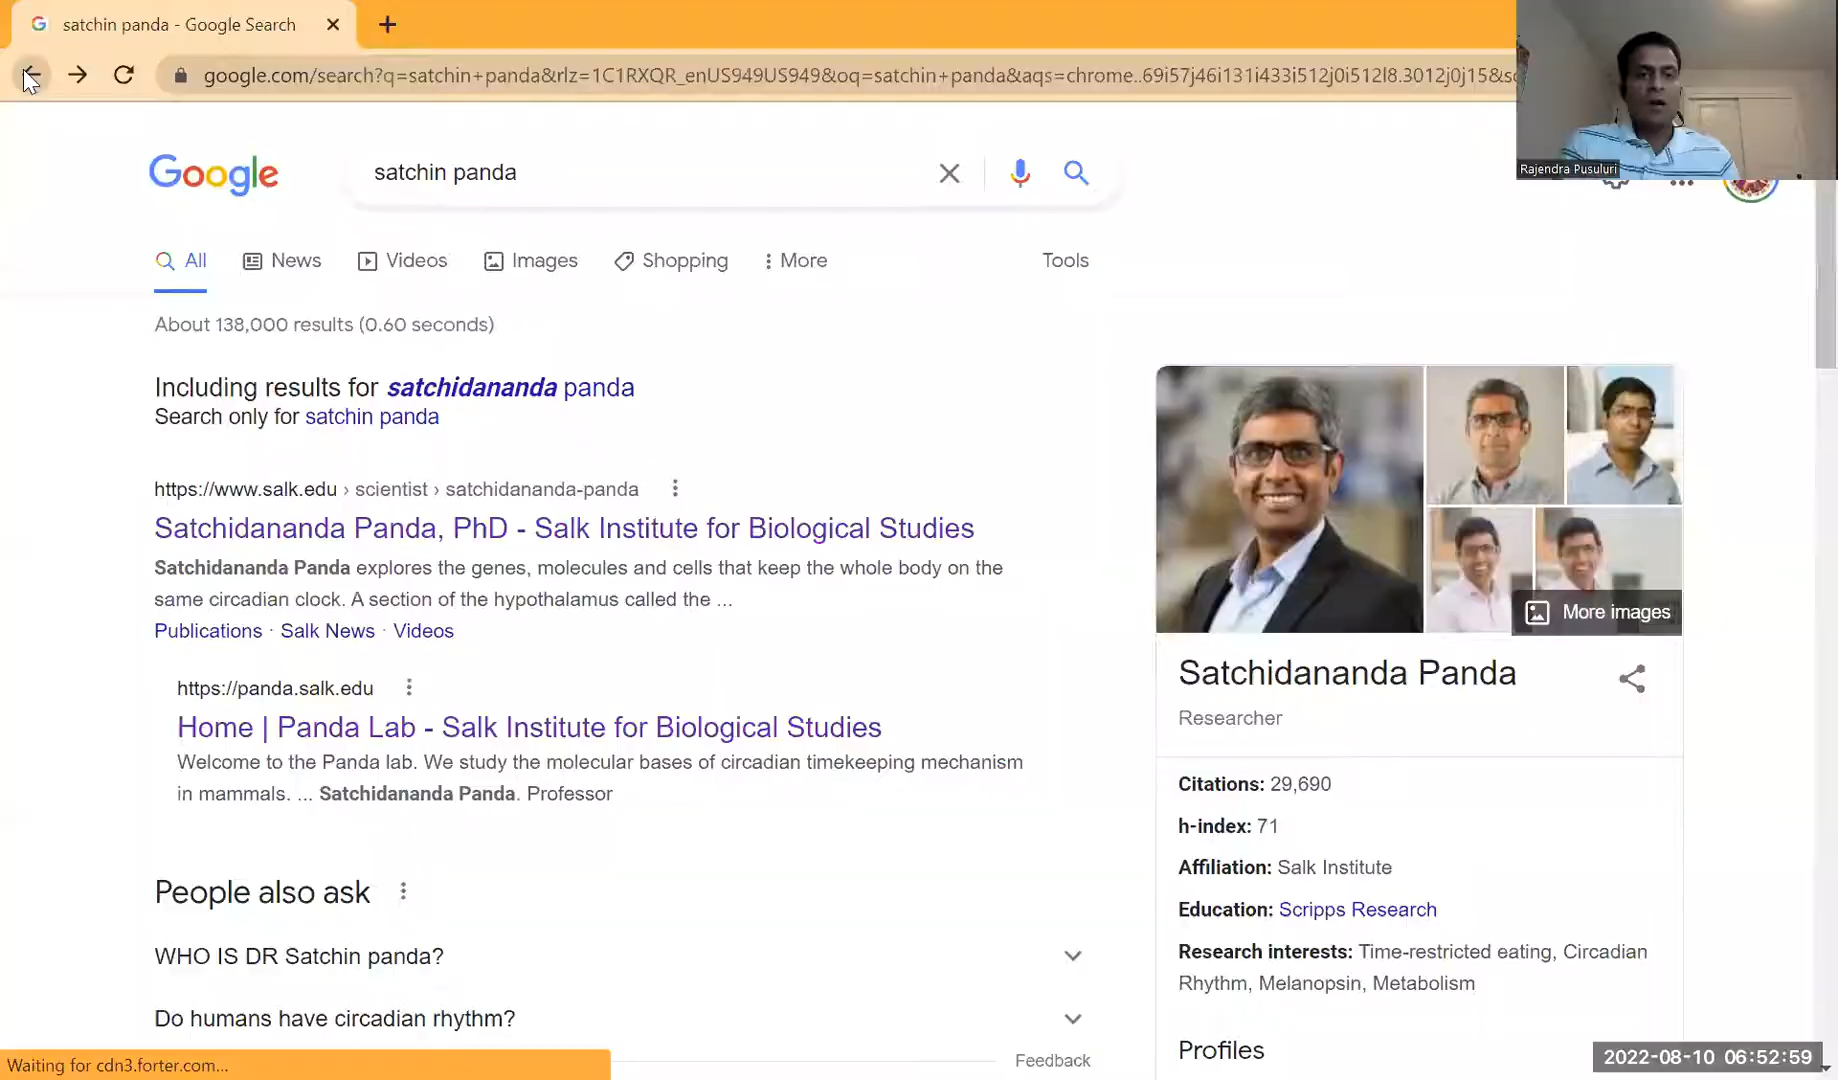 satchin panda - Google Search
google.com/search?q=satchin+panda&rlz=1C1RXQR_enUS949US949&oq=satchin+panda&aqs=chrome..69i57j46i131i433i512j0i512l8.3012j0j15&s
Rajendra Pusuluri
Google
satchin panda
All
News
Videos
Images
Shopping
More
Tools
About 138,000 results (0.60 seconds)
Including results for satchidananda panda
Search only for satchin panda
https://www.salk.edu › scientist › satchidananda-panda
Satchidananda Panda, PhD - Salk Institute for Biological Studies
Satchidananda Panda explores the genes, molecules and cells that keep the whole body on the
same circadian clock. A section of the hypothalamus called the ...
Publications · Salk News · Videos
https://panda.salk.edu
Home | Panda Lab - Salk Institute for Biological Studies
Welcome to the Panda lab. We study the molecular bases of circadian timekeeping mechanism
in mammals. ... Satchidananda Panda. Professor
People also ask
WHO IS DR Satchin panda?
Do humans have circadian rhythm?
Feedback
More images
Satchidananda Panda
Researcher
Citations: 29,690
h-index: 71
Affiliation: Salk Institute
Education: Scripps Research
Research interests: Time-restricted eating, Circadian
Rhythm, Melanopsin, Metabolism
Profiles
Waiting for cdn3.forter.com...
2022-08-10 06:52:59